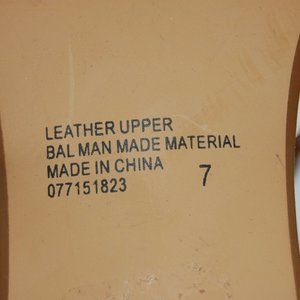 LEATHER UPPER
BAL MAN MADE MATERIAL
MADE IN CHINA
077151823 7